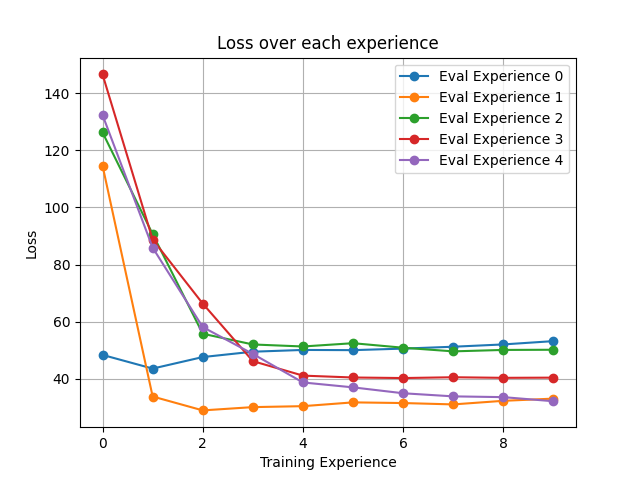 Loss over each experience
Eval Experience 0
Eval Experience 1
Eval Experience 2
Eval Experience 3
Eval Experience 4
140
120
100
80
60
40
Loss
0 2 4 6 8
Training Experience